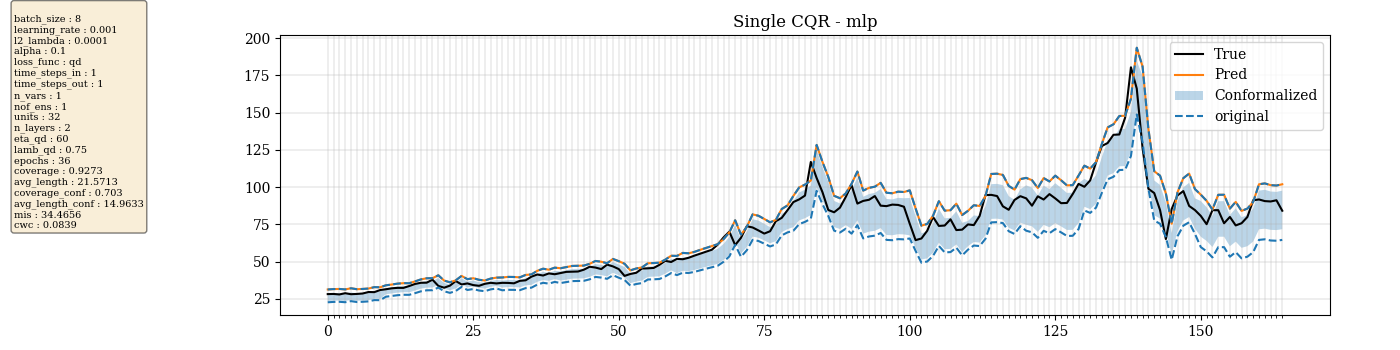 batch_size : 8
learning_rate : 0.001
l2_lambda : 0.0001
alpha : 0.1
loss_func : qd
time_steps_in : 1
time_steps_out : 1
n_vars : 1
nof_ens : 1
units : 32
n_layers : 2
eta_qd : 60
lamb_qd : 0.75
epochs : 36
coverage : 0.9273
avg_length : 21.5713
coverage_conf : 0.703
avg_length_conf : 14.9633
mis : 34.4656
cwc : 0.0839
Single CQR - mlp
200
175
150
125
100
75
50
25
0 25 50 75 100 125 150
True
Pred
Conformalized
original